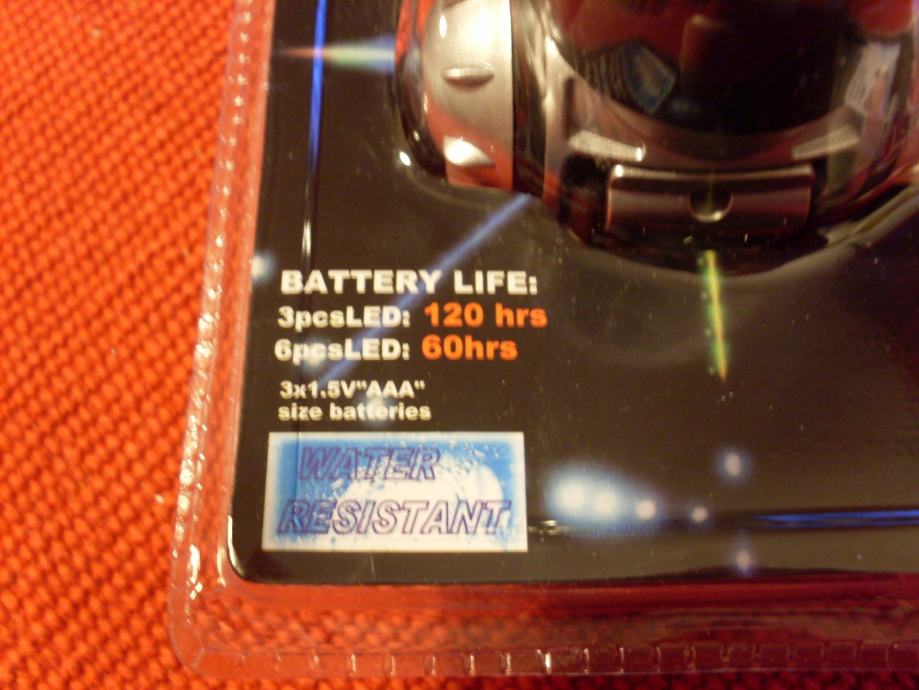 BATTERY LIFE:
3pcsLED: 120 hrs
6pcsLED: 60hrs
3x1.5V"AAA"
size batteries
WATER
RESISTANT